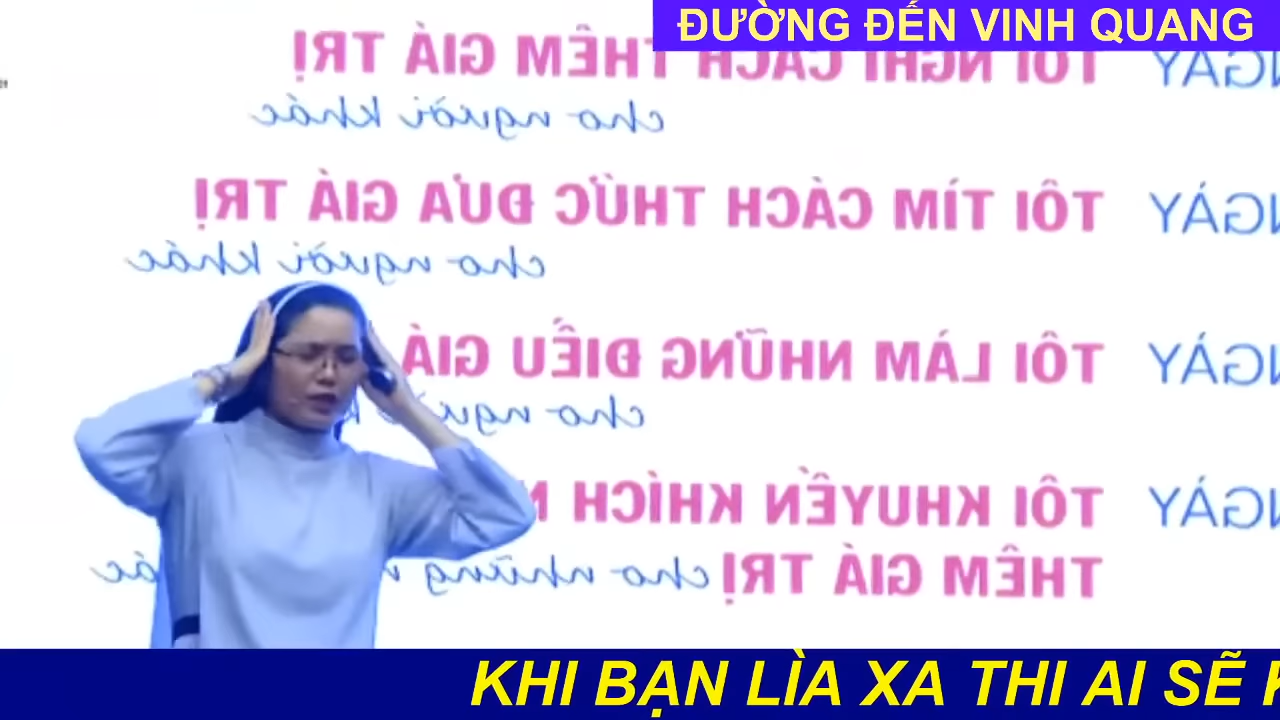 ĐƯỜNG ĐẾN VINH QUANG
NGÀY TÔI NGHĨ CÁCH THÊM GIÁ TRỊ
cho người khác
NGÀY TÔI TÌM CÁCH THỨC ĐƯA GIÁ TRỊ
cho người khác
NGÀY TÔI LÀM NHỮNG ĐIỀU GIÁ
cho người
NGÀY TÔI KHUYẾN KHÍCH
THÊM GIÁ TRỊ cho những
KHI BẠN LÌA XA THI AI SẼ